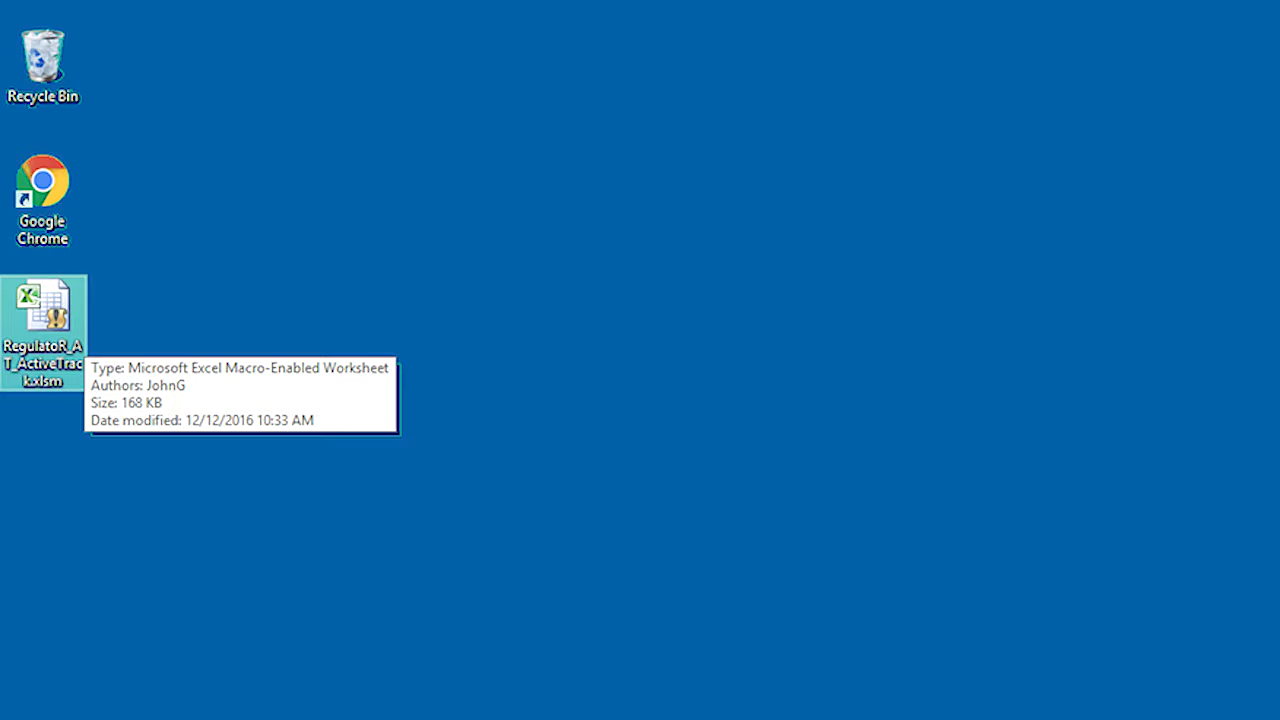 Recycle Bin
Google
Chrome
RegulatoR_A
T_ActiveTrac
k.xlsm
Type: Microsoft Excel Macro-Enabled Worksheet
Authors: JohnG
Size: 168 KB
Date modified: 12/12/2016 10:33 AM